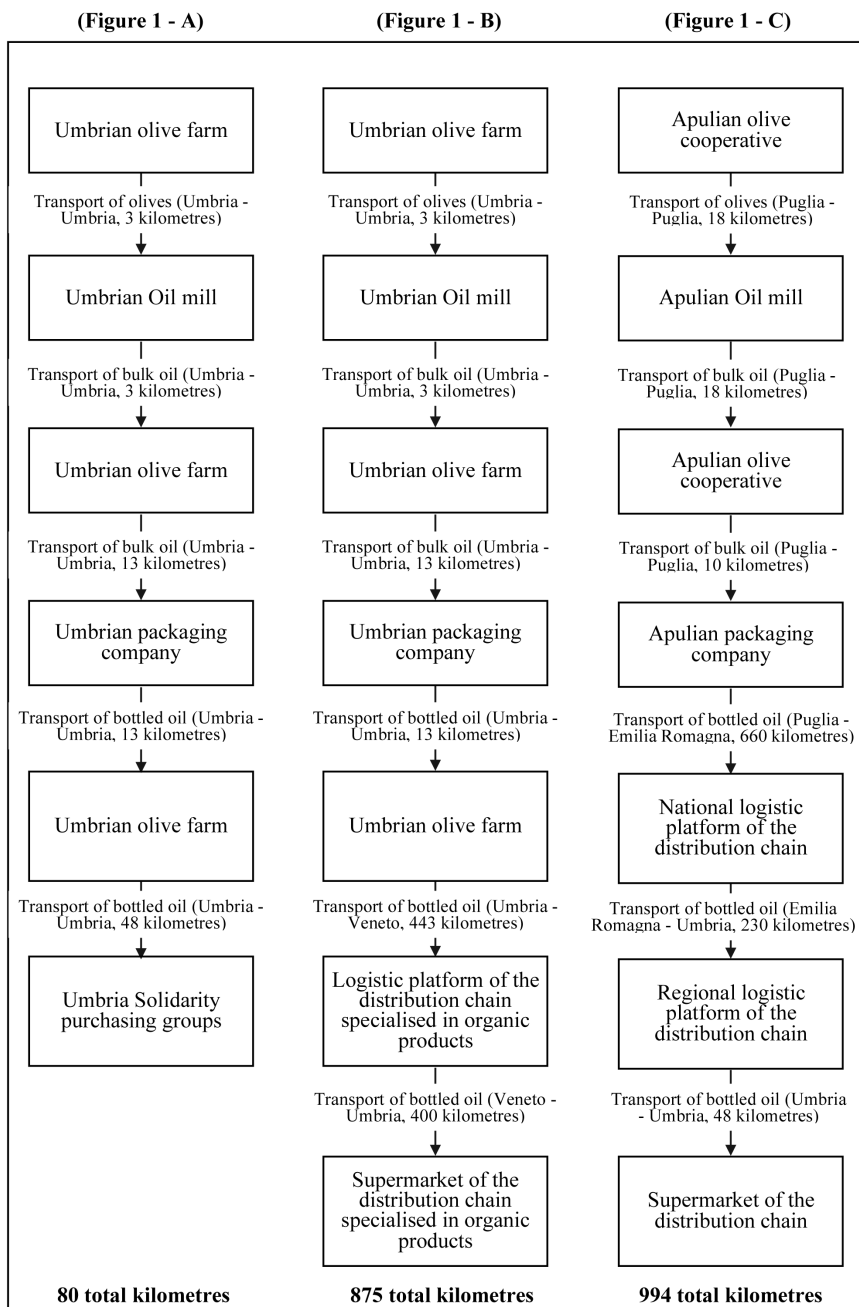 (Figure 1 - A)
(Figure 1 - B)
(Figure 1 - C)
Umbrian olive farm
Transport of olives (Umbria -
Umbria, 3 kilometres)
Umbrian Oil mill
Transport of bulk oil (Umbria -
Umbria, 3 kilometres)
Umbrian olive farm
Transport of bulk oil (Umbria -
Umbria, 13 kilometres)
Umbrian packaging
company
Transport of bottled oil (Umbria -
Umbria, 13 kilometres)
Umbrian olive farm
Transport of bottled oil (Umbria -
Umbria, 48 kilometres)
Umbria Solidarity
purchasing groups
80 total kilometres
Umbrian olive farm
Transport of olives (Umbria -
Umbria, 3 kilometres)
Umbrian Oil mill
Transport of bulk oil (Umbria -
Umbria, 3 kilometres)
Umbrian olive farm
Transport of bulk oil (Umbria -
Umbria, 13 kilometres)
Umbrian packaging
company
Transport of bottled oil (Umbria -
Umbria, 13 kilometres)
Umbrian olive farm
Transport of bottled oil (Umbria -
Veneto, 443 kilometres)
Logistic platform of the
distribution chain
specialised in organic
products
Transport of bottled oil (Veneto -
Umbria, 400 kilometres)
Supermarket of the
distribution chain
specialised in organic
products
875 total kilometres
Apulian olive
cooperative
Transport of olives (Puglia -
Puglia, 18 kilometres)
Apulian Oil mill
Transport of bulk oil (Puglia -
Puglia, 18 kilometres)
Apulian olive
cooperative
Transport of bulk oil (Puglia -
Puglia, 10 kilometres)
Apulian packaging
company
Transport of bottled oil (Puglia -
Emilia Romagna, 660 kilometres)
National logistic
platform of the
distribution chain
Transport of bottled oil (Emilia
Romagna - Umbria, 230 kilometres)
Regional logistic
platform of the
distribution chain
Transport of bottled oil (Umbria
- Umbria, 48 kilometres)
Supermarket of the
distribution chain
994 total kilometres